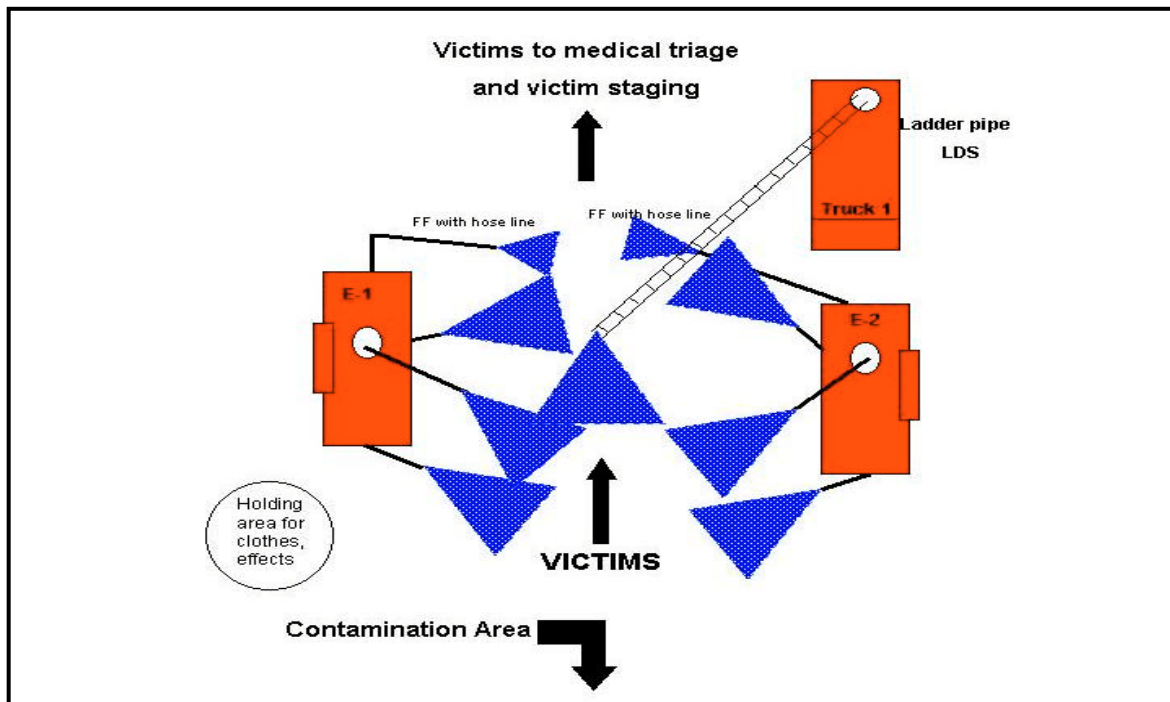 Victims to medical triage
and victim staging
Ladder pipe
LDS
Truck 1
FF with hose line
FF with hose line
E-1
E-2
Holding
area for
clothes,
effects
VICTIMS
Contamination Area